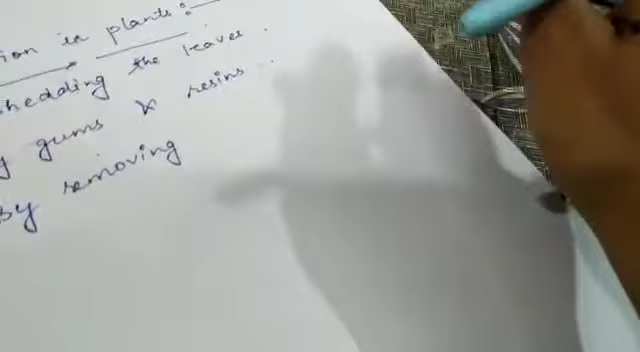 ion in plants:
hedding the leaves.
y gums & resins.
By removing